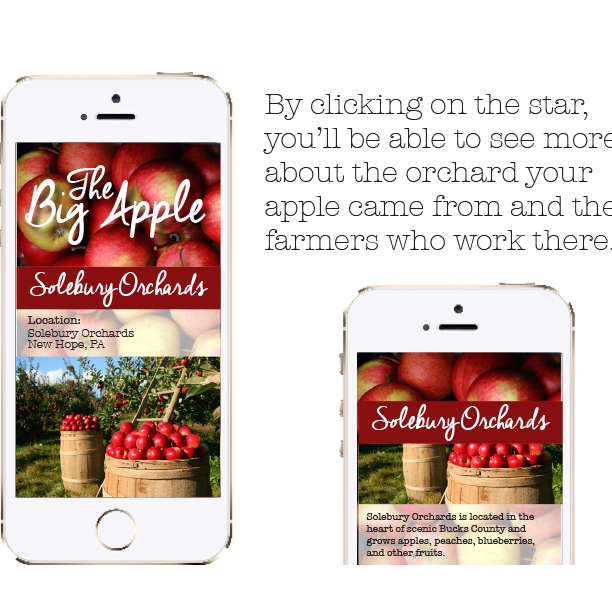 By clicking on the star,
you'll be able to see more
about the orchard your
apple came from and the
farmers who work there.
The
Big Apple
Solebury Orchards
Location:
Solebury Orchards
New Hope, PA
Solebury Orchards
Solebury Orchards is located in the
heart of scenic Bucks County and
grows apples, peaches, blueberries,
and other fruits.